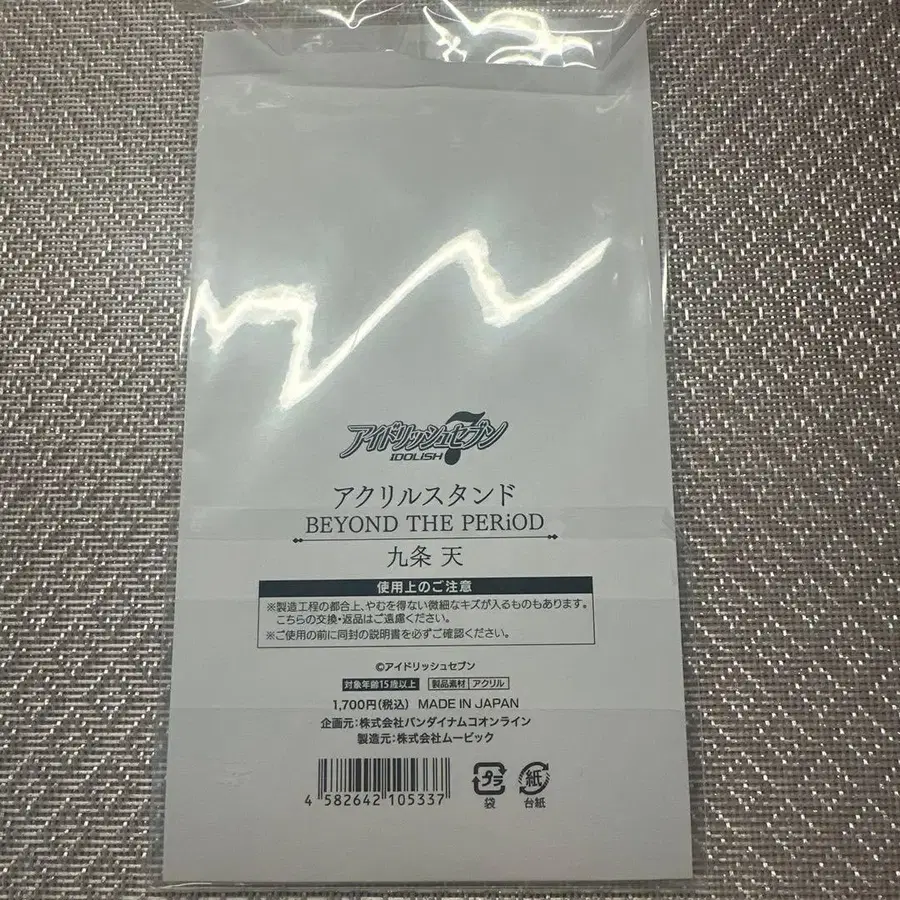 アイドリッシュセブン
IDOLiSH7
アクリルスタンド
BEYOND THE PERiOD
九条 天
使用上のご注意
※製造工程の都合上、やむを得ない微細なキズが入るものもあります。
こちらの交換・返品はご遠慮ください。
※ご使用の前に同封の説明書を必ずご確認ください。
©アイドリッシュセブン
対象年齢15歳以上 製品素材 アクリル
1,700円(税込) MADE IN JAPAN
企画元:株式会社バンダイナムコオンライン
製造元:株式会社ムービック
4 582642 105337
プラ 紙
袋 台紙